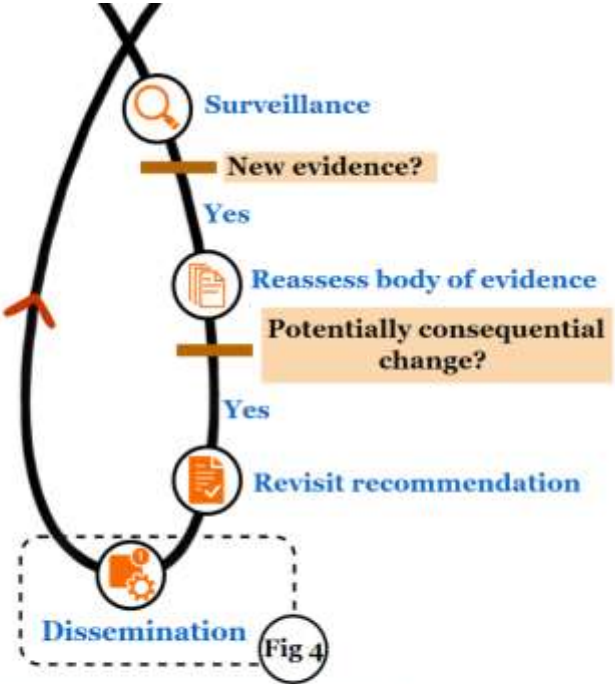 Surveillance
New evidence?
Yes
Reassess body of evidence
Potentially consequential
change?
Yes
Revisit recommendation
Dissemination
Fig 4